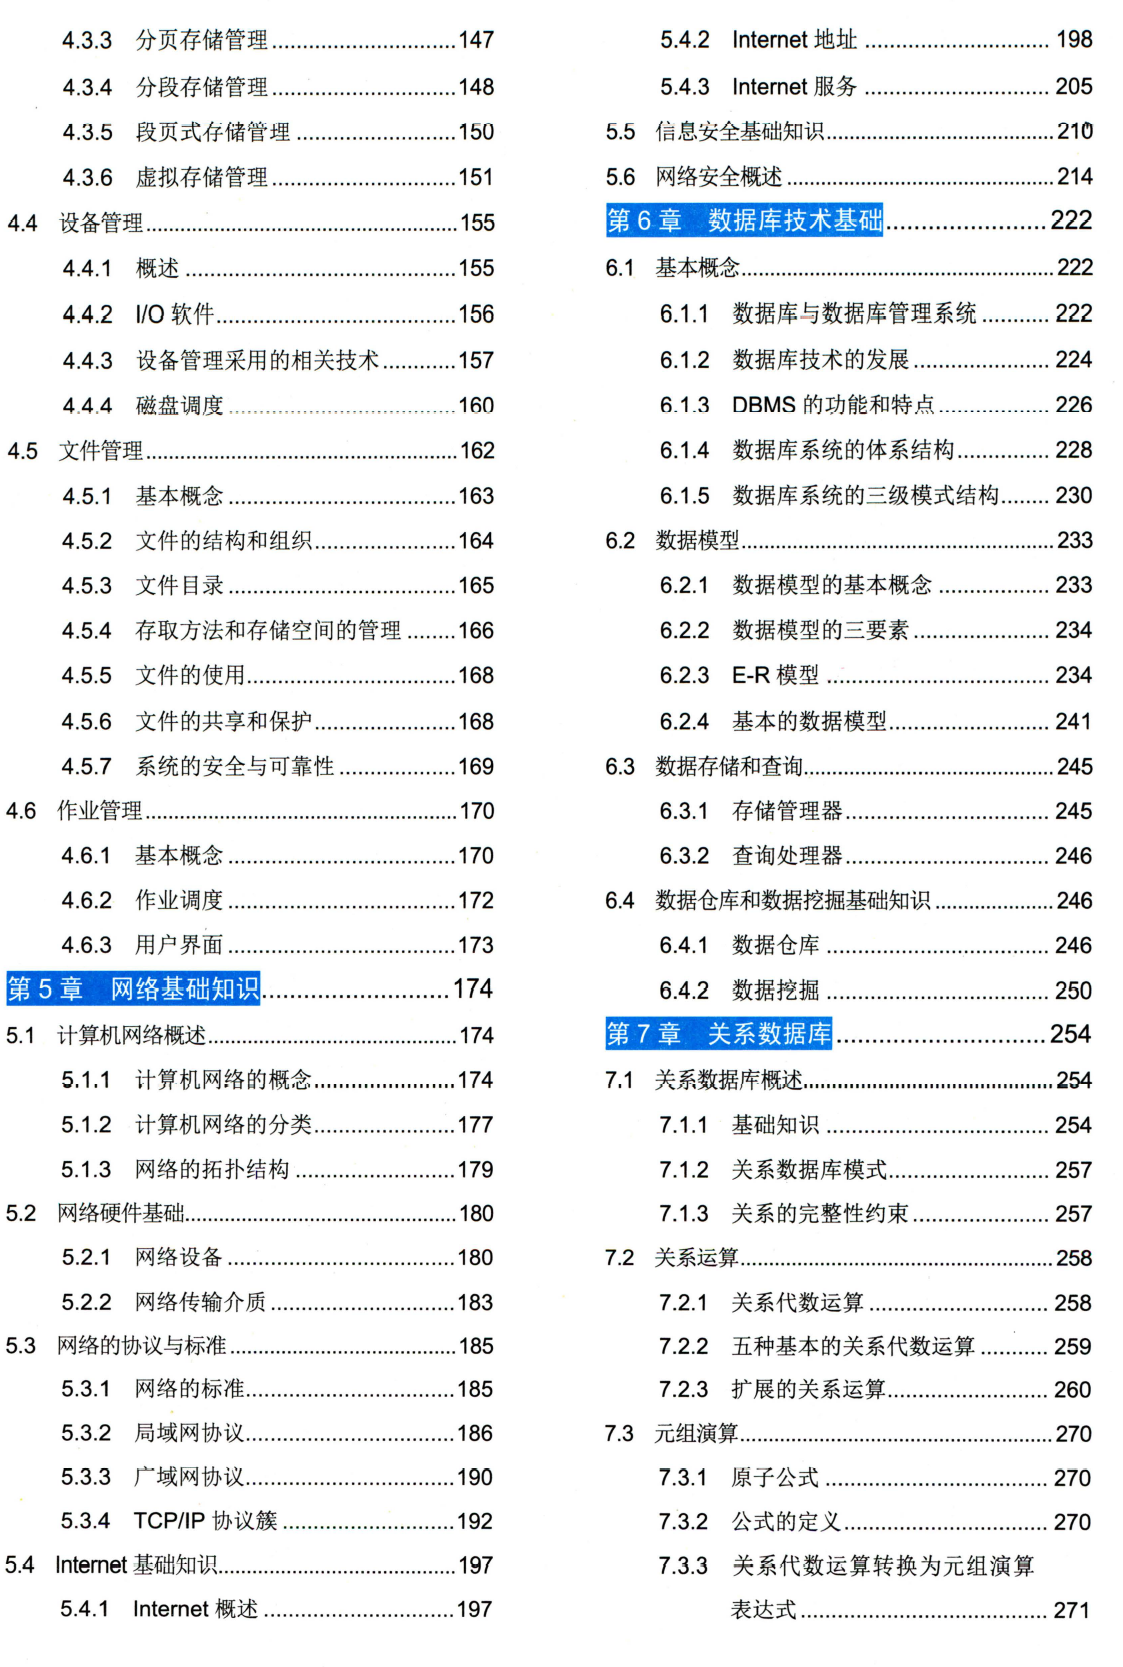 4.3.3 分页存储管理............................147
4.3.4 分段存储管理............................148
4.3.5 段页式存储管理........................150
4.3.6 虚拟存储管理............................151
4.4 设备管理......................................................155
4.4.1 概述..........................................155
4.4.2 I/O 软件.....................................156
4.4.3 设备管理采用的相关技术............157
4.4.4 磁盘调度...................................160
4.5 文件管理......................................................162
4.5.1 基本概念...................................163
4.5.2 文件的结构和组织......................164
4.5.3 文件目录...................................165
4.5.4 存取方法和存储空间的管理........166
4.5.5 文件的使用................................168
4.5.6 文件的共享和保护......................168
4.5.7 系统的安全与可靠性..................169
4.6 作业管理......................................................170
4.6.1 基本概念...................................170
4.6.2 作业调度...................................172
4.6.3 用户界面...................................173
第 5 章 网络基础知识..........................174
5.1 计算机网络概述...........................................174
5.1.1 计算机网络的概念......................174
5.1.2 计算机网络的分类......................177
5.1.3 网络的拓扑结构........................179
5.2 网络硬件基础...............................................180
5.2.1 网络设备...................................180
5.2.2 网络传输介质............................183
5.3 网络的协议与标准.......................................185
5.3.1 网络的标准................................185
5.3.2 局域网协议................................186
5.3.3 广域网协议................................190
5.3.4 TCP/IP 协议簇..........................192
5.4 Internet 基础知识.........................................197
5.4.1 Internet 概述.............................197
5.4.2 Internet 地址............................198
5.4.3 Internet 服务............................205
5.5 信息安全基础知识.......................................210
5.6 网络安全概述..............................................214
第 6 章 数据库技术基础......................222
6.1 基本概念......................................................222
6.1.1 数据库与数据库管理系统...........222
6.1.2 数据库技术的发展.....................224
6.1.3 DBMS 的功能和特点.................226
6.1.4 数据库系统的体系结构..............228
6.1.5 数据库系统的三级模式结构........230
6.2 数据模型......................................................233
6.2.1 数据模型的基本概念.................233
6.2.2 数据模型的三要素.....................234
6.2.3 E-R 模型..................................234
6.2.4 基本的数据模型........................241
6.3 数据存储和查询...........................................245
6.3.1 存储管理器...............................245
6.3.2 查询处理器...............................246
6.4 数据仓库和数据挖掘基础知识.....................246
6.4.1 数据仓库..................................246
6.4.2 数据挖掘..................................250
第 7 章 关系数据库.............................254
7.1 关系数据库概述...........................................254
7.1.1 基础知识..................................254
7.1.2 关系数据库模式........................257
7.1.3 关系的完整性约束.....................257
7.2 关系运算......................................................258
7.2.1 关系代数运算...........................258
7.2.2 五种基本的关系代数运算...........259
7.2.3 扩展的关系运算........................260
7.3 元组演算......................................................270
7.3.1 原子公式..................................270
7.3.2 公式的定义...............................270
7.3.3 关系代数运算转换为元组演算
表达式......................................271